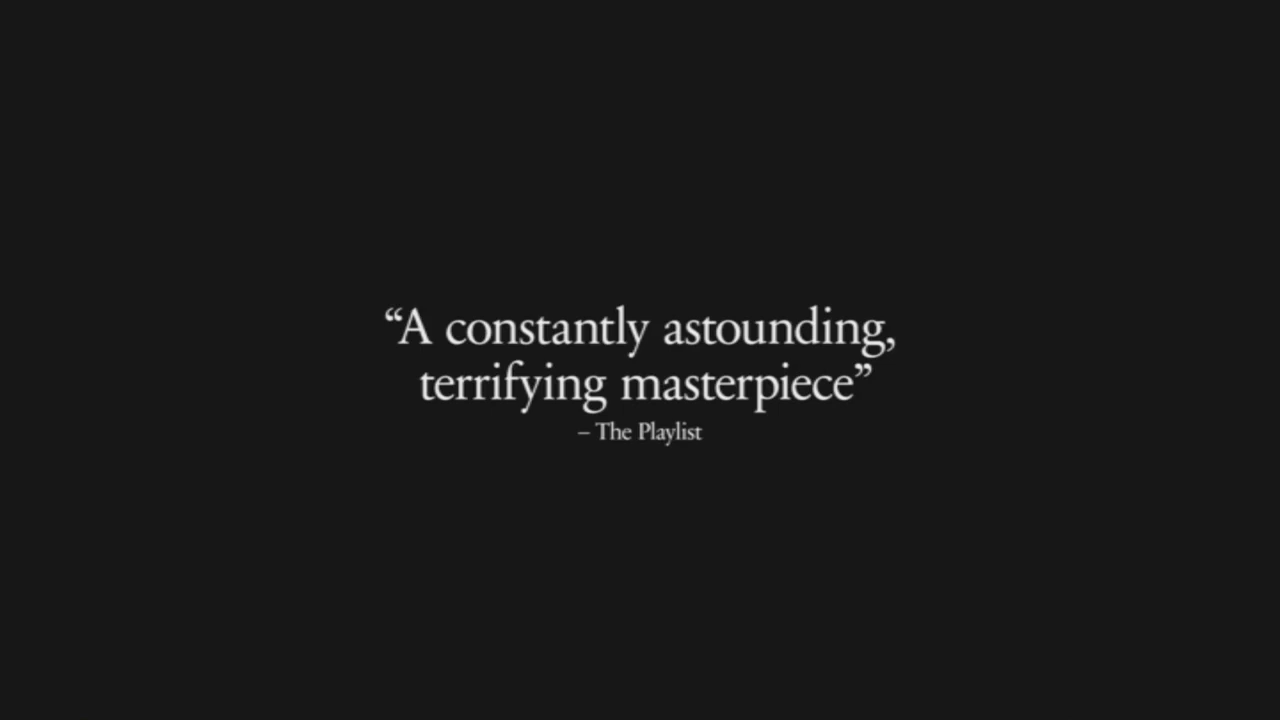 “A constantly astounding,
terrifying masterpiece”
– The Playlist